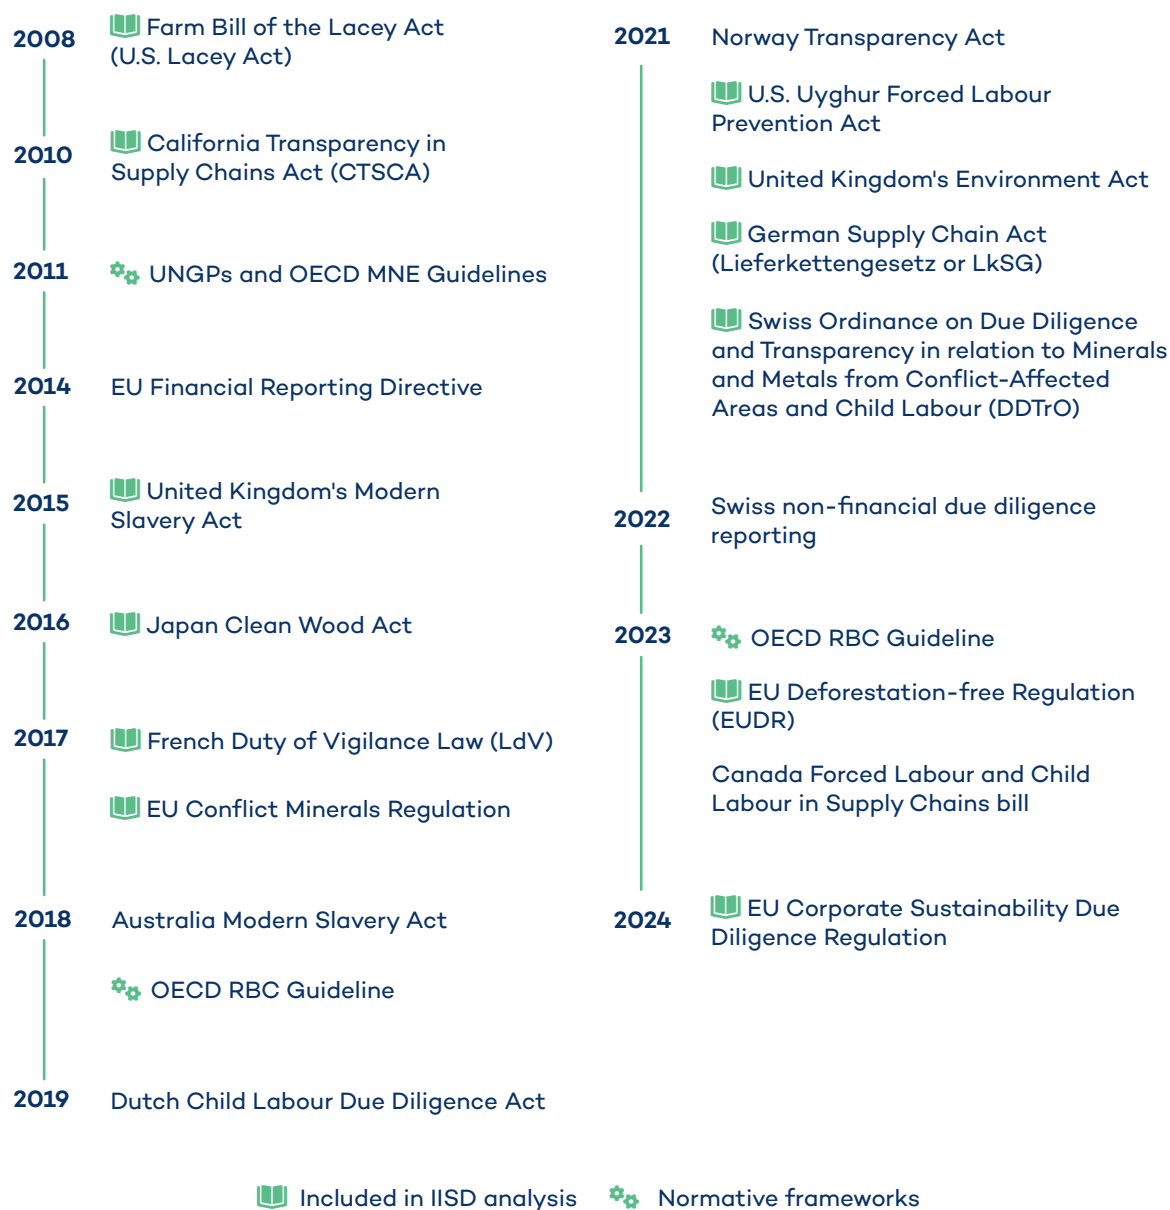 2008
Farm Bill of the Lacey Act
(U.S. Lacey Act)
2010
California Transparency in
Supply Chains Act (CTSCA)
2011
UNGPs and OECD MNE Guidelines
2014
EU Financial Reporting Directive
2015
United Kingdom's Modern
Slavery Act
2016
Japan Clean Wood Act
2017
French Duty of Vigilance Law (LdV)
EU Conflict Minerals Regulation
2018
Australia Modern Slavery Act
OECD RBC Guideline
2019
Dutch Child Labour Due Diligence Act
2021
Norway Transparency Act
U.S. Uyghur Forced Labour
Prevention Act
United Kingdom's Environment Act
German Supply Chain Act
(Lieferkettengesetz or LkSG)
Swiss Ordinance on Due Diligence
and Transparency in relation to Minerals
and Metals from Conflict-Affected
Areas and Child Labour (DDTrO)
2022
Swiss non-financial due diligence
reporting
2023
OECD RBC Guideline
EU Deforestation-free Regulation
(EUDR)
Canada Forced Labour and Child
Labour in Supply Chains bill
2024
EU Corporate Sustainability Due
Diligence Regulation
Included in IISD analysis
Normative frameworks